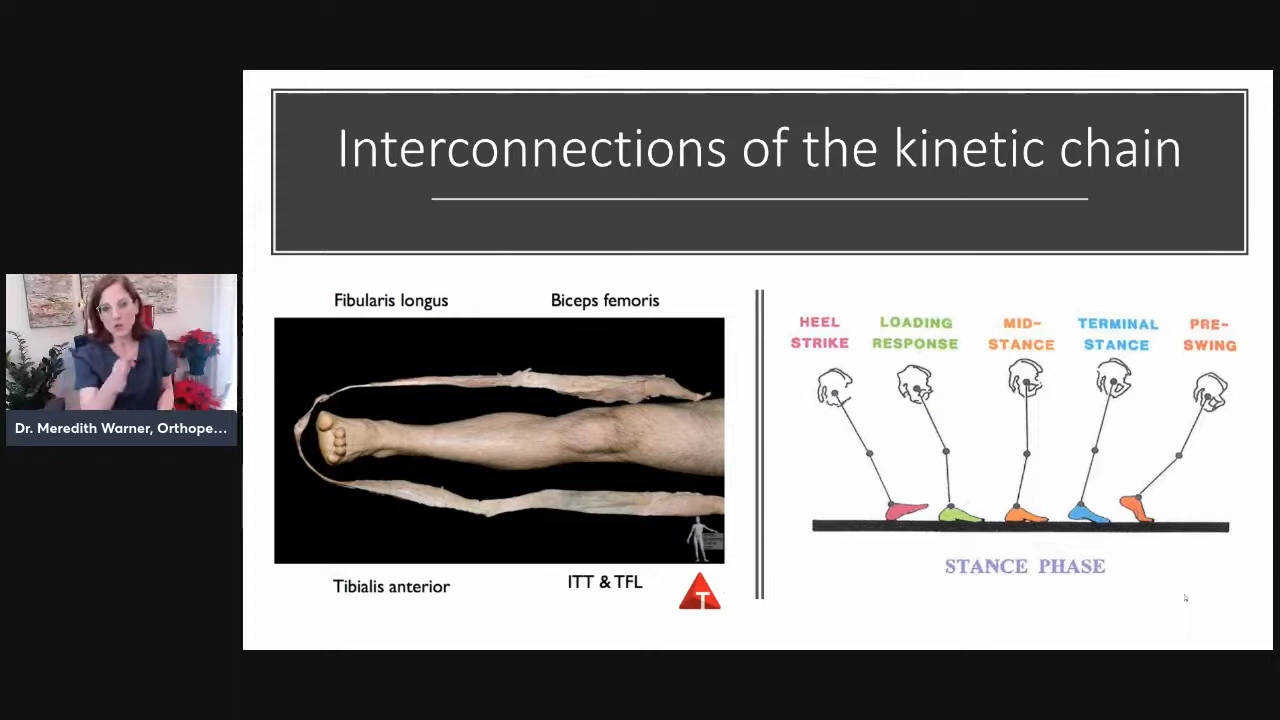 Interconnections of the kinetic chain
Fibularis longus
Biceps femoris
Tibialis anterior
ITT & TFL
T
HEEL STRIKE
LOADING RESPONSE
MID-STANCE
TERMINAL STANCE
PRE-SWING
STANCE PHASE
Dr. Meredith Warner, Orthope...